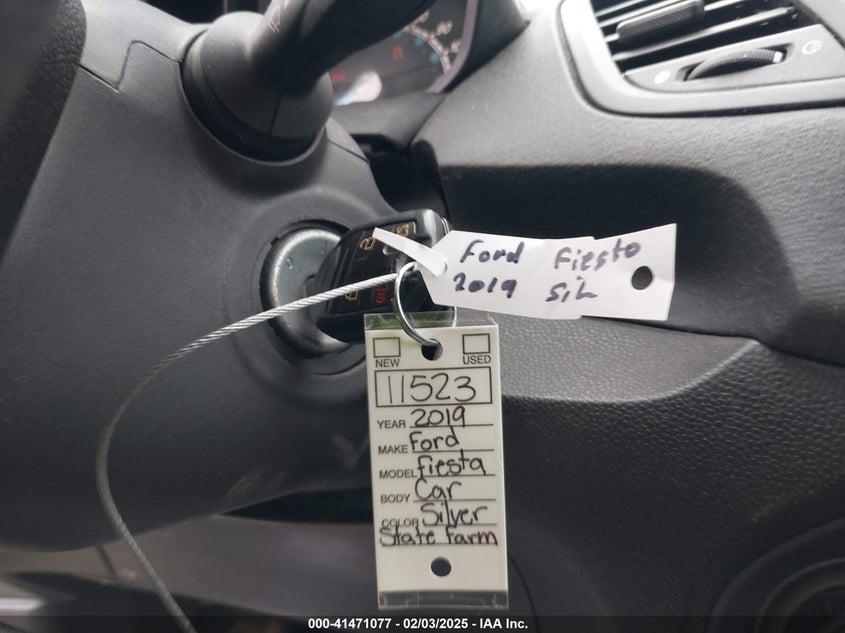 Ford Fiesto
2019 SiL
NEW USED
11523
YEAR 2019
MAKE Ford
MODEL Fiesta
BODY Car
COLOR Silver
State Farm
000-41471077 - 02/03/2025 - IAA Inc.